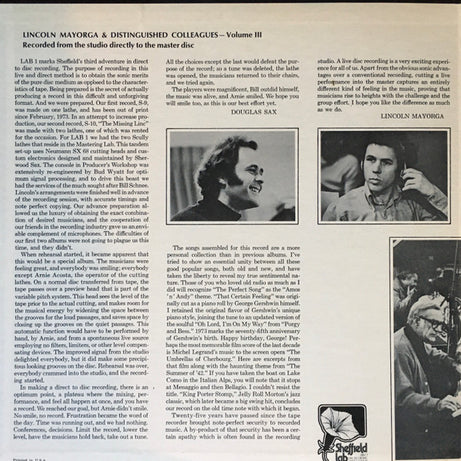 LINCOLN MAYORGA & DISTINGUISHED COLLEAGUES—Volume III
Recorded from the studio directly to the master disc
LAB 1 marks Sheffield's third adventure in direct
to disc recording. The purpose of recording in this
live and direct method is to obtain the sonic merits
of the pure disc medium as opposed to the character-
istics of tape. Being prepared is the secret of actually
producing a record in this difficult and unforgiving
format. And we were prepared. Our first record, S-9,
was made on one lathe, and has been out of print
since February, 1973. In an attempt to increase pro-
duction, our second record, S-10, "The Missing Linc"
was made with two lathes, one of which was rented
for the occasion. For LAB 1 we had the two Scully
lathes that reside in the Mastering Lab. This tandem
set-up uses Neumann SX 68 cutting heads and cus-
tom electronics designed and maintained by Sher-
wood Sax. The console in Producer's Workshop was
extensively re-engineered by Bud Wyatt for opti-
mum signal processing, and to drive this beast we
had the services of the much sought after Bill Schnee.
Lincoln's arrangements were finished well in advance
of the recording session, with accurate timings and
note perfect copying. Our advance preparation al-
lowed us the luxury of obtaining the exact combina-
tion of desired musicians, and the cooperation of
our friends in the recording industry gave us an envi-
able complement of microphones. The difficulties of
our first two albums were not going to plague us this
time, and they didn't.
When rehearsal started, it became apparent that
this would be a special album. The musicians were
feeling great, and everybody was smiling; everybody
except Arnie Acosta, the operator of the cutting
lathes. On a normal disc transferred from tape, the
tape passes over a preview head that is part of the
variable pitch system. This head sees the level of the
tape prior to the actual cutting, and makes room for
the musical energy by widening the space between
the grooves for the loud passages, and saves space by
closing up the grooves on the quiet passages. This
automatic function would have to be performed by
hand, by Arnie, and from a spontaneous live source
employing no filters, limiters, or other level compen-
sating devices. The improved signal from the studio
delighted everybody, but it did make some precipi-
tous looking grooves on the disc. Rehearsal was over,
everybody crammed into the studio, and the record-
ing started.
In making a direct to disc recording, there is an
optimum point, a plateau where the mixing, per-
formance, and feel all happen at once, and you have
a record. We reached our goal, but Arnie didn't smile.
No smile, no record. Frustration became the word of
the day. Time was running out, and we had nothing.
Conferences, decisions. Limit the record, lower the
level, have the musicians hold back, take out a tune.
All the choices except the last would defeat the pur-
pose of the record; so a tune was deleted, the lathe
was opened, the musicians returned to their chairs,
and we tried again.
The players were magnificent, Bill outdid himself,
the music was alive, and Arnie smiled. We hope you
will smile too, as this is our best effort yet.
DOUGLAS SAX
The songs assembled for this record are a more
personal collection than in previous albums. I've
tried to show an essential unity between all these
good popular songs, both old and new, and have
taken the liberty to reveal my true sentimental na-
ture. Those of you who loved old radio as much as I
did will recognize "The Perfect Song" as the "Amos
'n' Andy" theme. "That Certain Feeling" was origi-
nally cut as a piano roll by George Gershwin himself.
I retained the original flavor of Gershwin's unique
piano style, joining the tune to an updated version of
the soulful "Oh Lord, I'm On My Way" from "Porgy
and Bess." 1973 marks the seventy-fifth anniversary
of Gershwin's birth. Happy birthday, George! Per-
haps the most memorable film score of the last decade
is Michel Legrand's music to the screen opera "The
Umbrellas of Cherbourg." Here are excerpts from
that film along with the haunting theme from "The
Summer of '42." If you have taken the boat on Lake
Como in the Italian Alps, you will note that it stops
at Menaggio and then Bellagio. I couldn't resist the
title. "King Porter Stomp," Jelly Roll Morton's jazz
classic, which later became a big swing hit, concludes
our record on the old time note with which it began.
Twenty-five years have passed since the tape
recorder brought note-perfect security to recorded
music. A by-product of that security has been a cer-
tain apathy which is often found in the recording
studio. A live disc recording is a very exciting experi-
ence for all of us. Apart from the obvious sonic advan-
tages over a conventional recording, cutting a live
performance into the master captures an entirely
different kind of feeling in the music, proving that
musicians rise to heights with the challenge and the
group effort. I hope you like the difference as much
as we do.
LINCOLN MAYORGA
Sheffield
lab
Printed in U.S.A.